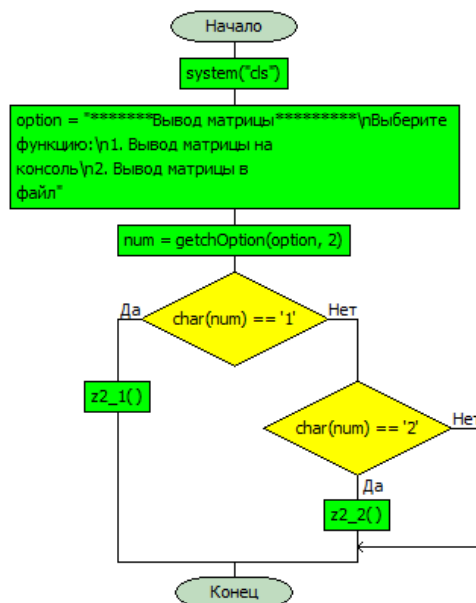 Начало
system("cls")
option = "*******Вывод матрицы*********\nВыберите
функцию:\n1. Вывод матрицы на
консоль\n2. Вывод матрицы в
файл"
num = getchOption(option, 2)
Да
char(num) == '1'
Нет
z2_1()
char(num) == '2'
Нет
Да
z2_2()
Конец